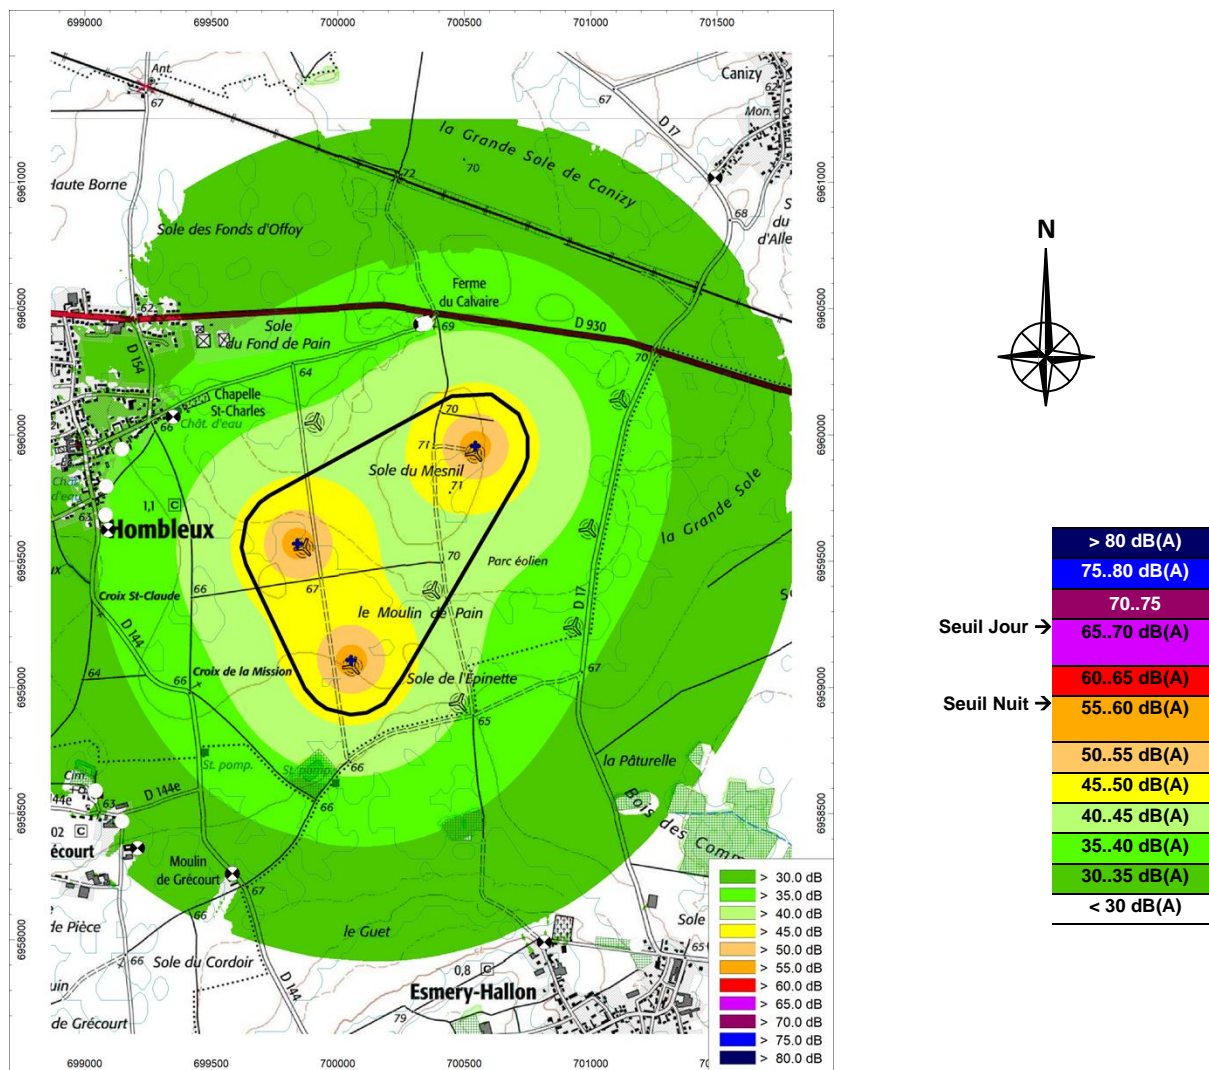 699000 699500 700000 700500 701000 701500
6961000
6960500
6960000
6959500
6959000
6958500
6958000
Ant.
67
Canizy
62
67
Mon.
D 17
la Grande Sole de Canizy
70
72
Haute Borne
Sole des Fonds d'Offoy
68
S
du
d'Alle
Ferme
du Calvaire
62
69
D 930
Sole
du Fond de Pain
D 154
64
70
Chapelle
St-Charles
Chât. d'eau
66
70
71
Sole du Mesnil
71
la Grande Sole
d'eau
63
1,1 C
Hombleux
70
Parc éolien
66
67
Croix St-Claude
le Moulin de Pain
D 17
D 144
Croix de la Mission
64
66
Sole de l'Epinette
67
65
la Pâturelle
66
St. pomp.
St. pomp.
Cim.
D 144e
144e
63
66
Bois des Comm
02 C
écourt
Moulin
de Grécourt
67
66
de Pièce
le Guet
Sole
65
66
Sole du Cordoir
D 144
0,8 C
Esmery-Hallon
uin
de Grécourt
79
> 30.0 dB
> 35.0 dB
> 40.0 dB
> 45.0 dB
> 50.0 dB
> 55.0 dB
> 60.0 dB
> 65.0 dB
> 70.0 dB
> 75.0 dB
> 80.0 dB
699000 699500 700000 700500 701000
6961000
6960500
6960000
6959500
6959000
6958500
6958000
N
> 80 dB(A)
75..80 dB(A)
70..75
Seuil Jour →
65..70 dB(A)
60..65 dB(A)
Seuil Nuit →
55..60 dB(A)
50..55 dB(A)
45..50 dB(A)
40..45 dB(A)
35..40 dB(A)
30..35 dB(A)
< 30 dB(A)